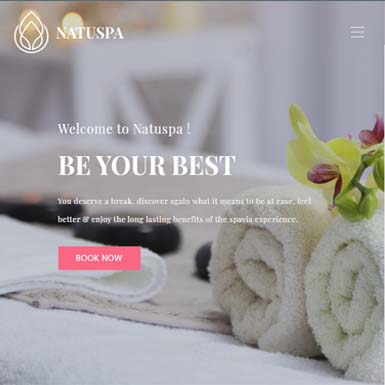 NATUSPA
Welcome to Natuspa !
BE YOUR BEST
You deserve a break, discover again what it means to be at ease, feel
better & enjoy the long lasting benefits of the spavia experience.
BOOK NOW